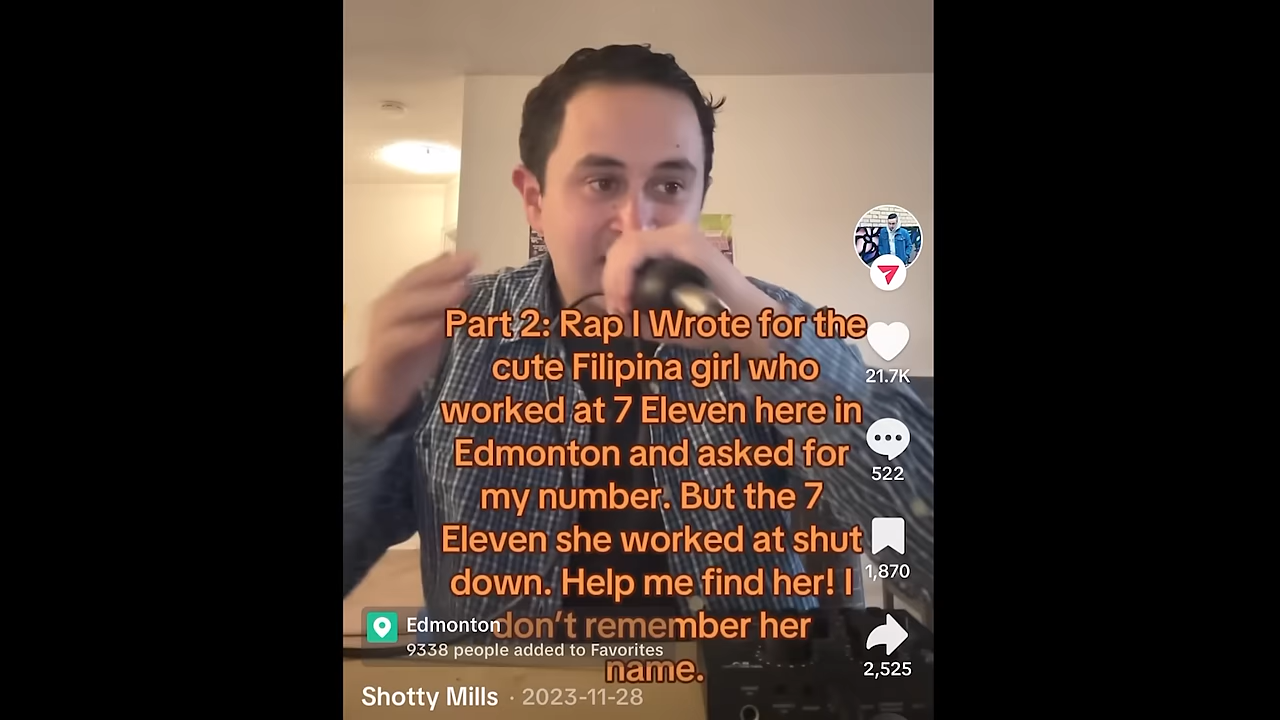 Part 2: Rap I Wrote for the
cute Filipina girl who
worked at 7 Eleven here in
Edmonton and asked for
my number. But the 7
Eleven she worked at shut
down. Help me find her! I
don't remember her
name.
21.7K
522
1,870
2,525
Edmonton
9338 people added to Favorites
Shotty Mills · 2023-11-28